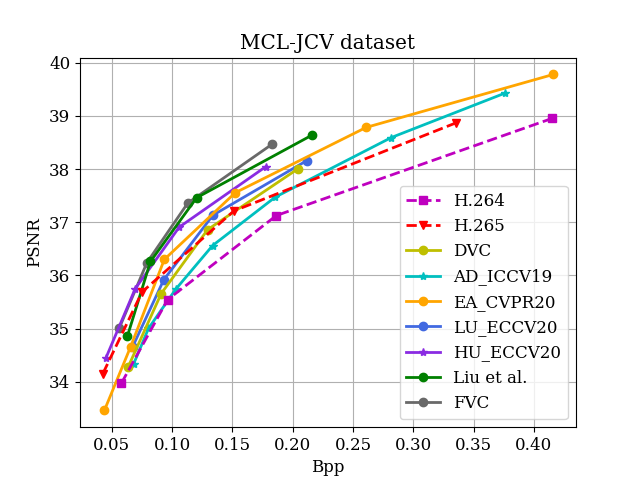 MCL-JCV dataset
40
39
38
37
36
35
34
PSNR
0.05 0.10 0.15 0.20 0.25 0.30 0.35 0.40
Bpp
H.264
H.265
DVC
AD_ICCV19
EA_CVPR20
LU_ECCV20
HU_ECCV20
Liu et al.
FVC